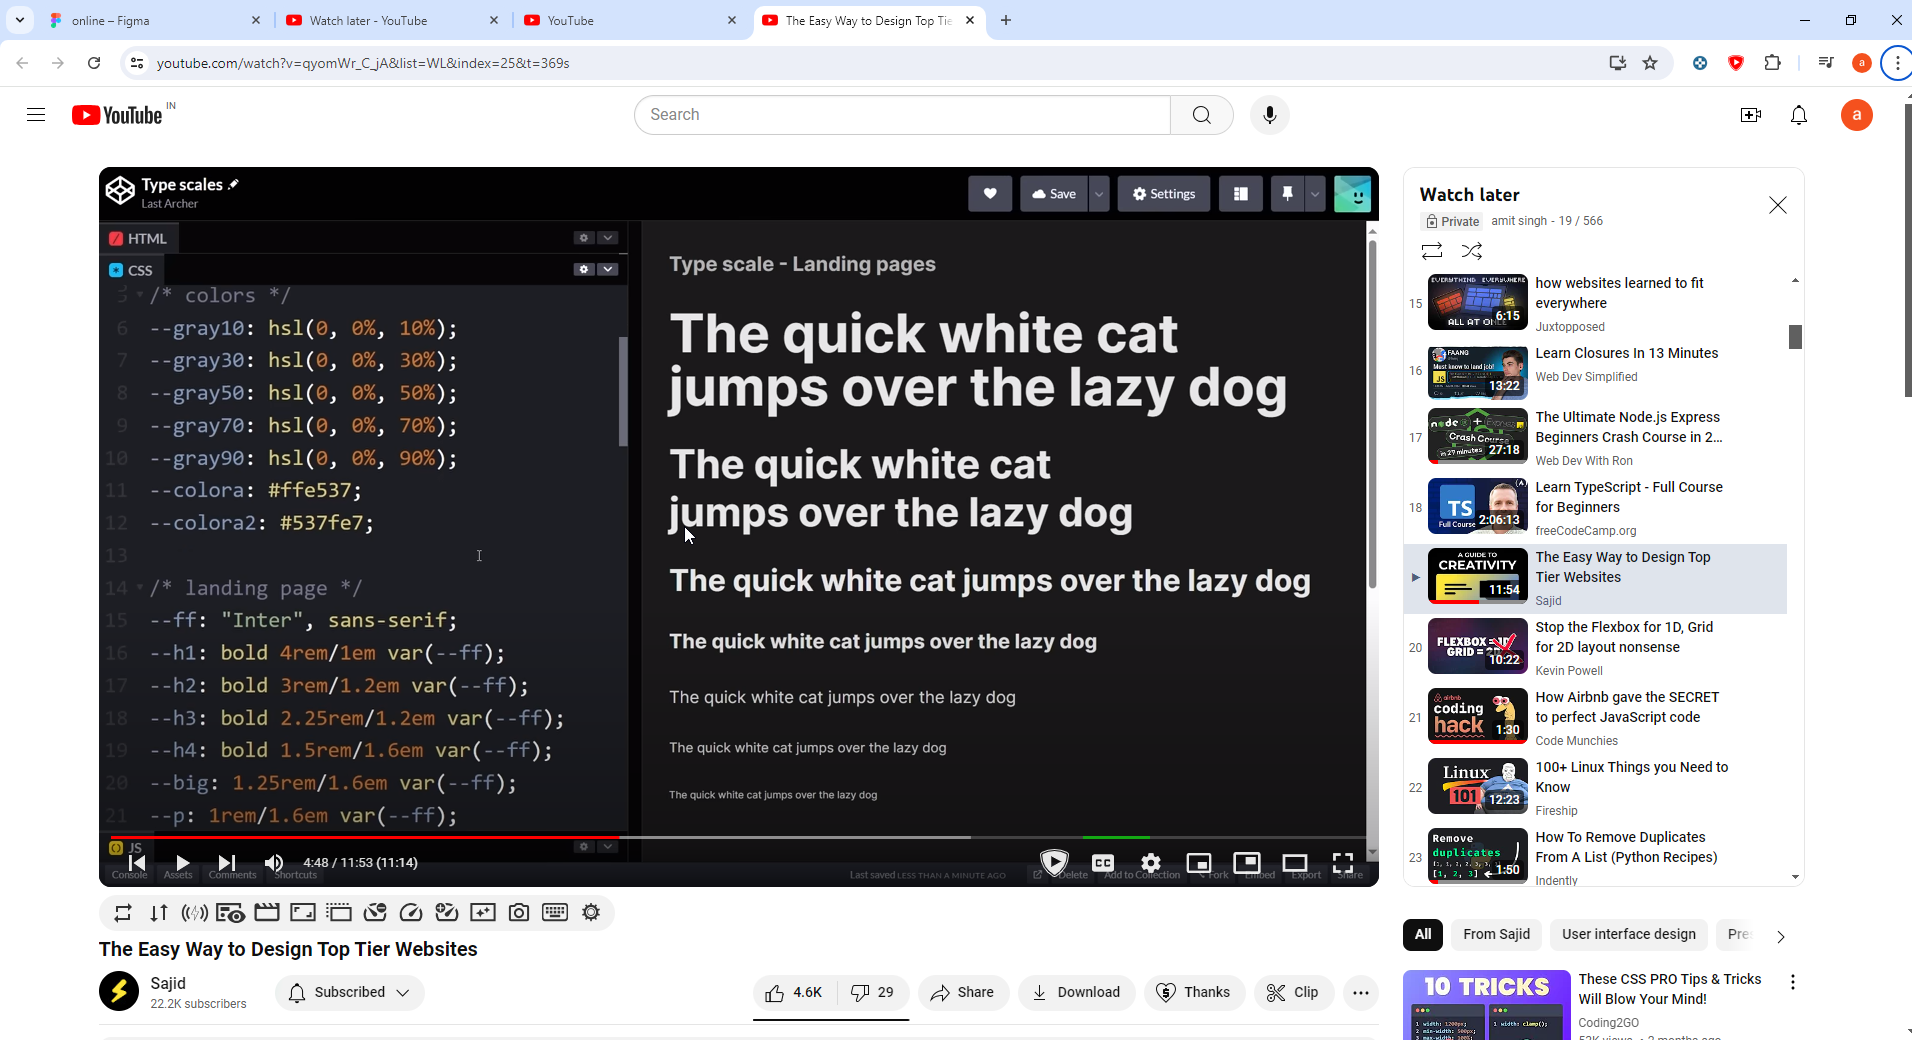 online – Figma
Watch later - YouTube
YouTube
The Easy Way to Design Top Tie
youtube.com/watch?v=qyomWr_C_jA&list=WL&index=25&t=369s
a
YouTube IN
Search
a
Type scales
Last Archer
Save
Settings
HTML
CSS
5 /* colors */
6 --gray10: hsl(0, 0%, 10%);
7 --gray30: hsl(0, 0%, 30%);
8 --gray50: hsl(0, 0%, 50%);
9 --gray70: hsl(0, 0%, 70%);
10 --gray90: hsl(0, 0%, 90%);
11 --colora: #ffe537;
12 --colora2: #537fe7;
13
14 /* landing page */
15 --ff: "Inter", sans-serif;
16 --h1: bold 4rem/1em var(--ff);
17 --h2: bold 3rem/1.2em var(--ff);
18 --h3: bold 2.25rem/1.2em var(--ff);
19 --h4: bold 1.5rem/1.6em var(--ff);
20 --big: 1.25rem/1.6em var(--ff);
21 --p: 1rem/1.6em var(--ff);
JS
Type scale - Landing pages
The quick white cat
jumps over the lazy dog
The quick white cat
jumps over the lazy dog
The quick white cat jumps over the lazy dog
The quick white cat jumps over the lazy dog
The quick white cat jumps over the lazy dog
The quick white cat jumps over the lazy dog
The quick white cat jumps over the lazy dog
4:48 / 11:53 (11:14)
CC
Console Assets Comments Shortcuts
Last saved LESS THAN A MINUTE AGO
Delete Add to Collection Fork Embed Export Share
The Easy Way to Design Top Tier Websites
Sajid
22.2K subscribers
Subscribed
4.6K
29
Share
Download
Thanks
Clip
Watch later
Private amit singh - 19 / 566
15
EVERYTHING EVERYWHERE
ALL AT ONCE
6:15
how websites learned to fit
everywhere
Juxtopposed
16
FAANG
Must know to land job!
JS
13:22
Learn Closures In 13 Minutes
Web Dev Simplified
17
node + Express
Crash Course
in 27 minutes
27:18
The Ultimate Node.js Express
Beginners Crash Course in 2...
Web Dev With Ron
18
TS
Full Course
2:06:13
Learn TypeScript - Full Course
for Beginners
freeCodeCamp.org
A GUIDE TO
CREATIVITY
11:54
The Easy Way to Design Top
Tier Websites
Sajid
20
FLEXBOX = 1D
GRID = 2D
10:22
Stop the Flexbox for 1D, Grid
for 2D layout nonsense
Kevin Powell
21
airbnb
coding
hack
1:30
How Airbnb gave the SECRET
to perfect JavaScript code
Code Munchies
22
Linux
101
12:23
100+ Linux Things you Need to
Know
Fireship
23
Remove
duplicates
[1, 2, 3]
1:50
How To Remove Duplicates
From A List (Python Recipes)
Indently
All
From Sajid
User interface design
Pre
10 TRICKS
1 width: 1200px;
2 min-width: 500px;
3 max-width: 100%;
1 width: clamp();
These CSS PRO Tips & Tricks
Will Blow Your Mind!
Coding2GO